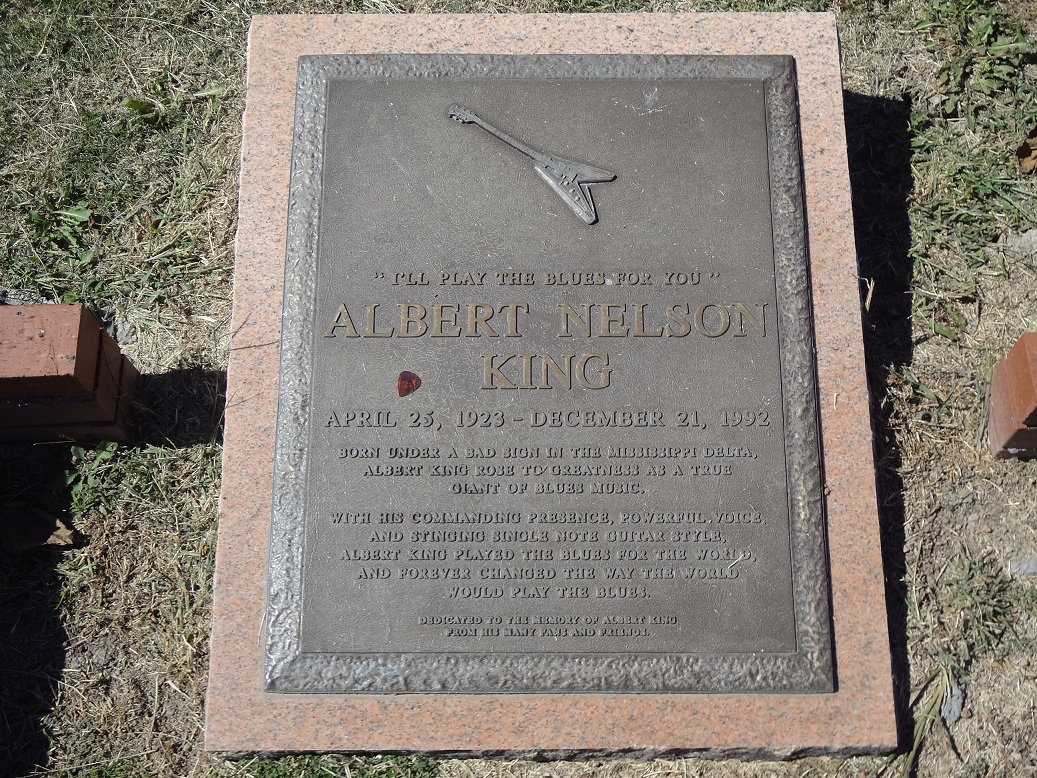 " I'LL PLAY THE BLUES FOR YOU "
ALBERT NELSON
KING
APRIL 25, 1923 - DECEMBER 21, 1992
BORN UNDER A BAD SIGN IN THE MISSISSIPPI DELTA,
ALBERT KING ROSE TO GREATNESS AS A TRUE
GIANT OF BLUES MUSIC.
WITH HIS COMMANDING PRESENCE, POWERFUL VOICE,
AND STINGING SINGLE NOTE GUITAR STYLE,
ALBERT KING PLAYED THE BLUES FOR THE WORLD,
AND FOREVER CHANGED THE WAY THE WORLD
WOULD PLAY THE BLUES.
DEDICATED TO THE MEMORY OF ALBERT KING
FROM HIS MANY FANS AND FRIENDS.